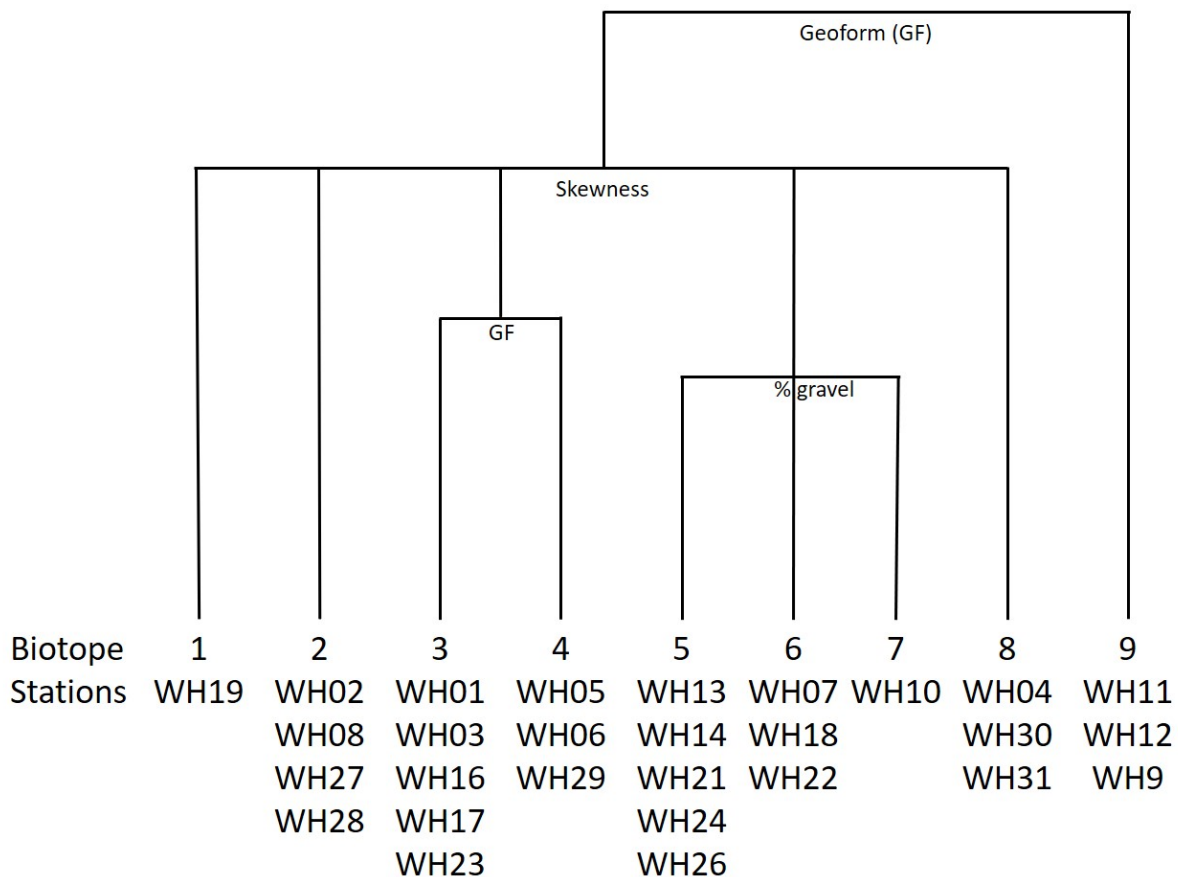 Geoform (GF)
Skewness
GF
% gravel
Biotope 1 2 3 4 5 6 7 8 9
Stations WH19 WH02 WH01 WH05 WH13 WH07 WH10 WH04 WH11
WH08 WH03 WH06 WH14 WH18 WH30 WH12
WH27 WH16 WH29 WH21 WH22 WH31 WH9
WH28 WH17 WH24
WH23 WH26